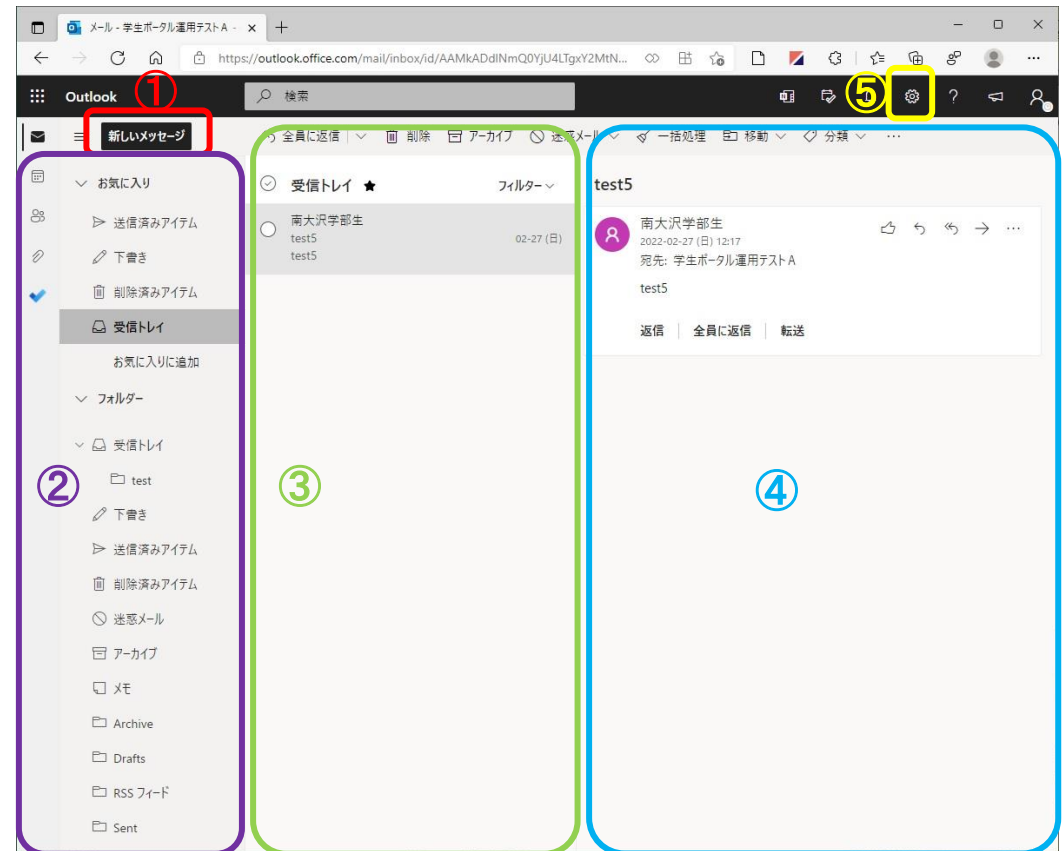 メール - 学生ポータル運用テストA -
https://outlook.office.com/mail/inbox/id/AAMkADdlNmQ0YjU4LTgxY2MtN...
Outlook
①
検索
⑤
新しいメッセージ
全員に返信
削除
アーカイブ
迷惑メール
一括処理
移動
分類
…
お気に入り
送信済みアイテム
下書き
削除済みアイテム
受信トレイ
お気に入りに追加
フォルダー
受信トレイ
test
②
下書き
送信済みアイテム
削除済みアイテム
迷惑メール
アーカイブ
メモ
Archive
Drafts
RSS フィード
Sent
受信トレイ ★
フィルター
南大沢学部生
test5
02-27 (日)
test5
③
test5
南大沢学部生
2022-02-27 (日) 12:17
宛先: 学生ポータル運用テストA
test5
返信
全員に返信
転送
④